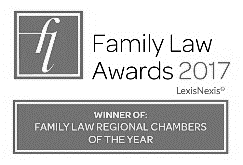 fl
Family Law
Awards 2017
LexisNexis®
WINNER OF:
FAMILY LAW REGIONAL CHAMBERS
OF THE YEAR